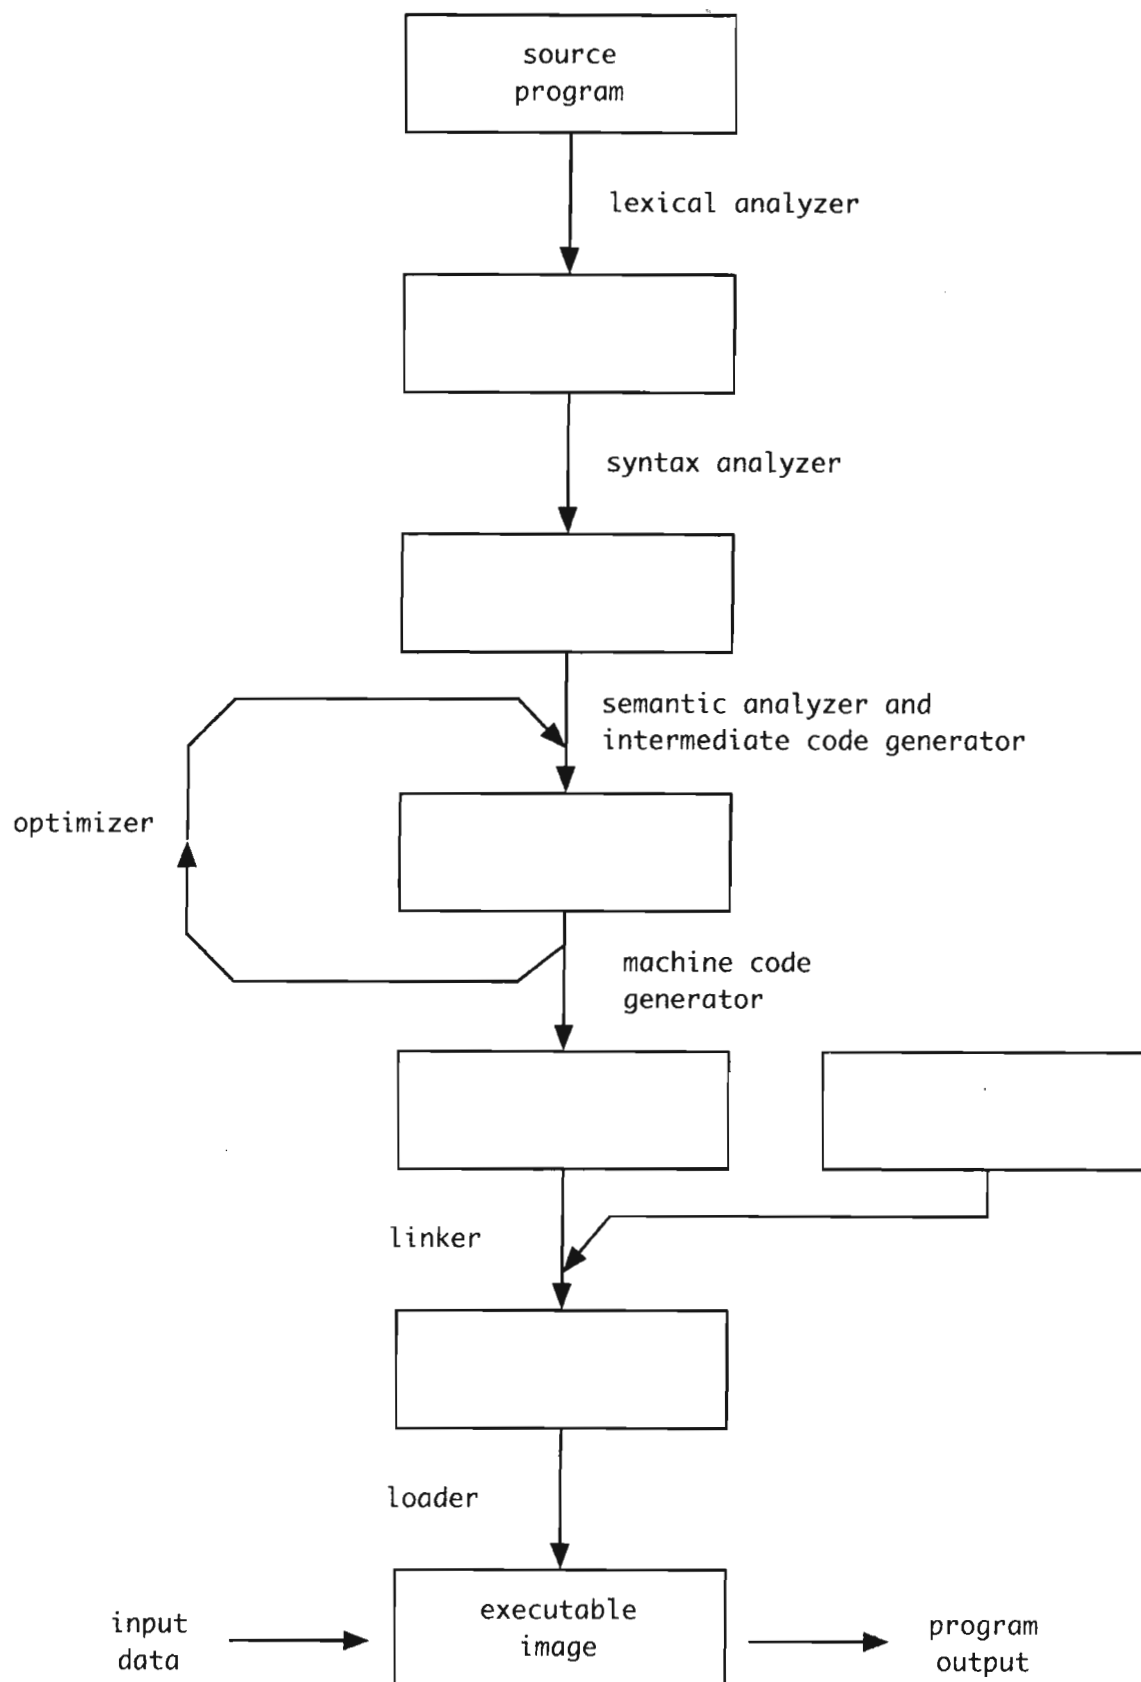 source
program
lexical analyzer
syntax analyzer
semantic analyzer and
intermediate code generator
optimizer
machine code
generator
linker
loader
input
data
executable
image
program
output